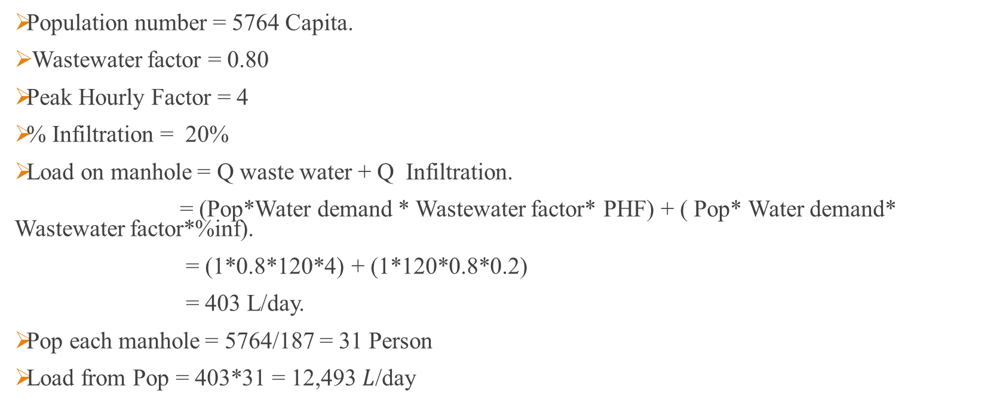 ➢Population number = 5764 Capita.
➢Wastewater factor = 0.80
➢Peak Hourly Factor = 4
➢% Infiltration = 20%
➢Load on manhole = Q waste water + Q Infiltration.
= (Pop*Water demand * Wastewater factor* PHF) + ( Pop* Water demand*
Wastewater factor*%inf).
= (1*0.8*120*4) + (1*120*0.8*0.2)
= 403 L/day.
➢Pop each manhole = 5764/187 = 31 Person
➢Load from Pop = 403*31 = 12,493 L/day